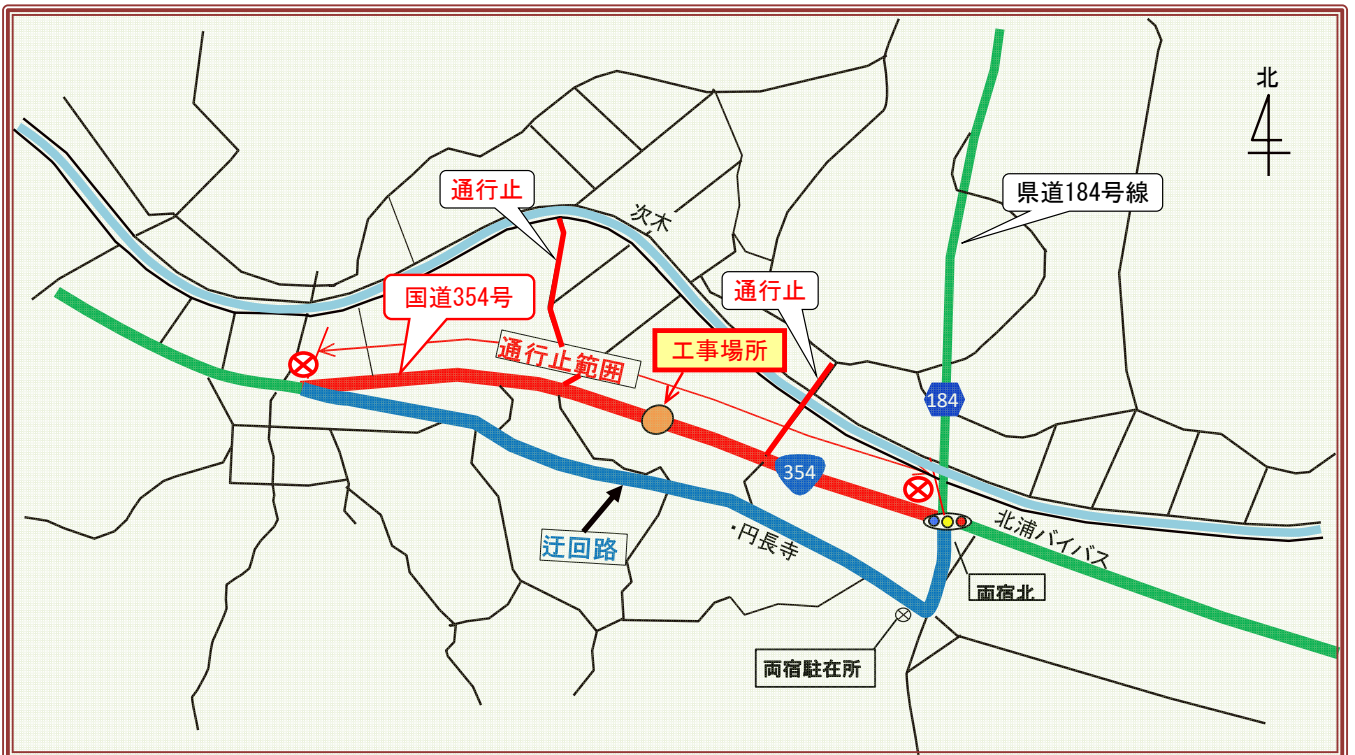 北
通行止
次木
県道184号線
国道354号
通行止
通行止範囲
工事場所
184
354
北浦バイパス
・円長寺
迂回路
両宿北
両宿駐在所